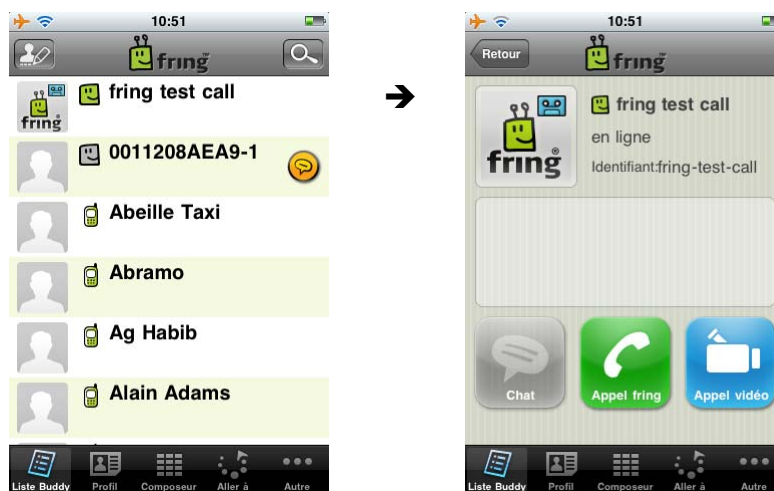 10:51
fring™
fring test call
fring
0011208AEA9-1
Abeille Taxi
Abramo
Ag Habib
Alain Adams
Liste Buddy Profil Composeur Aller à Autre
➔
10:51
Retour
fring™
fring test call
en ligne
fring®
Identifiant:fring-test-call
Chat Appel fring Appel vidéo
Liste Buddy Profil Composeur Aller à Autre